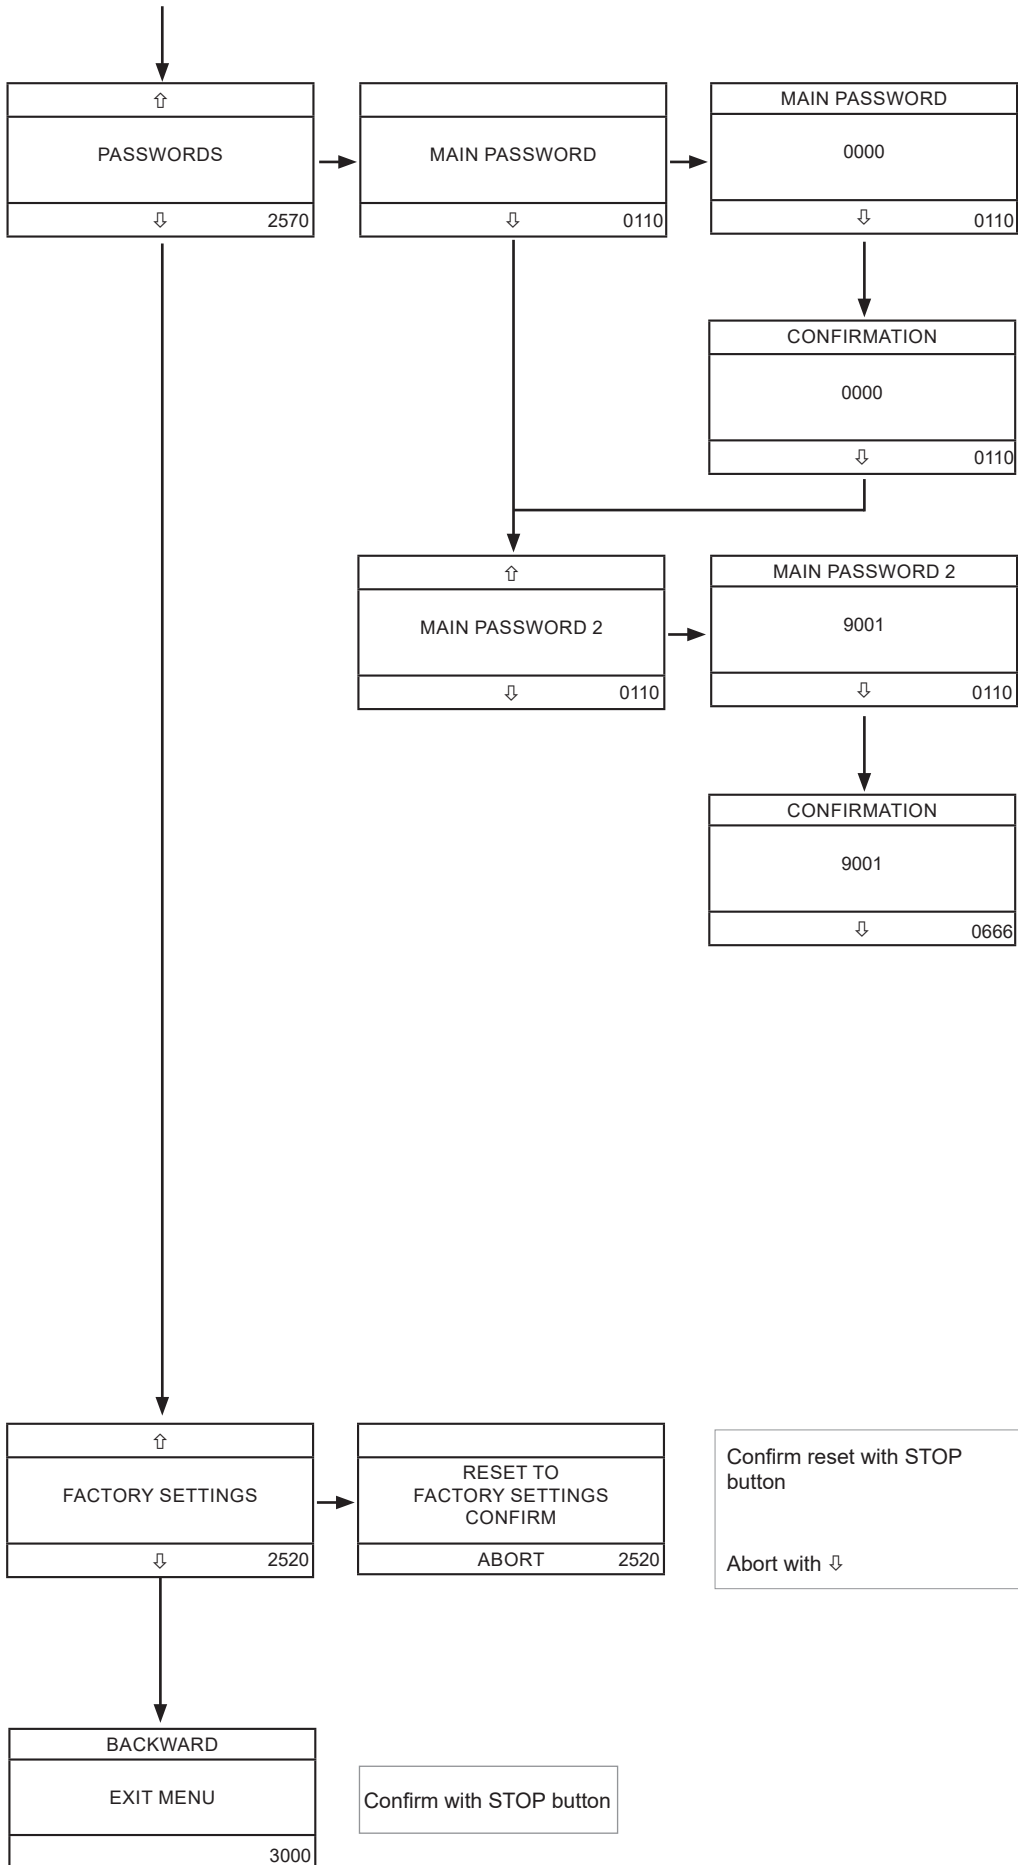 ⇧
PASSWORDS
⇩ 2570
MAIN PASSWORD
⇩ 0110
MAIN PASSWORD
0000
⇩ 0110
CONFIRMATION
0000
⇩ 0110
⇧
MAIN PASSWORD 2
⇩ 0110
MAIN PASSWORD 2
9001
⇩ 0110
CONFIRMATION
9001
⇩ 0666
⇧
FACTORY SETTINGS
⇩ 2520
RESET TO
FACTORY SETTINGS
CONFIRM
ABORT 2520
Confirm reset with STOP
button
Abort with ⇩
BACKWARD
EXIT MENU
3000
Confirm with STOP button